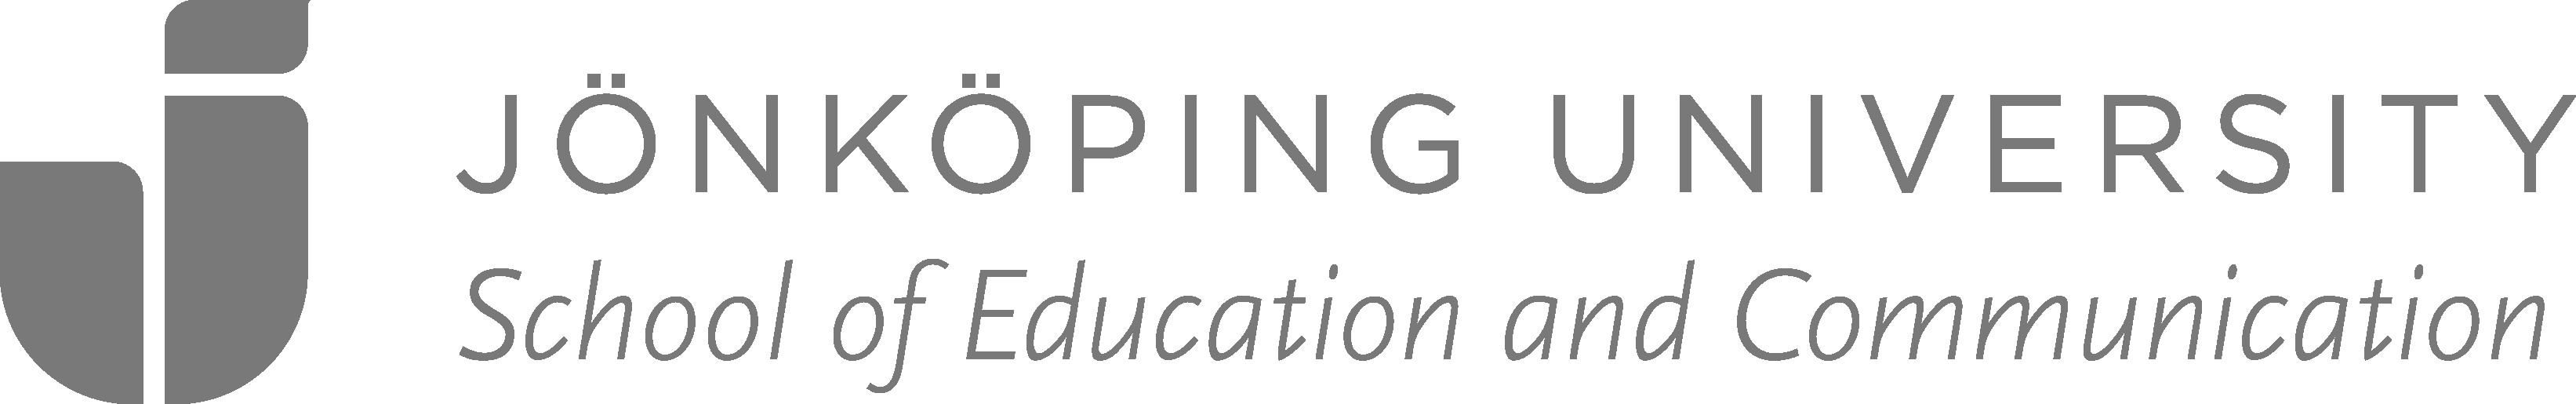 JÖNKÖPING UNIVERSITY
School of Education and Communication